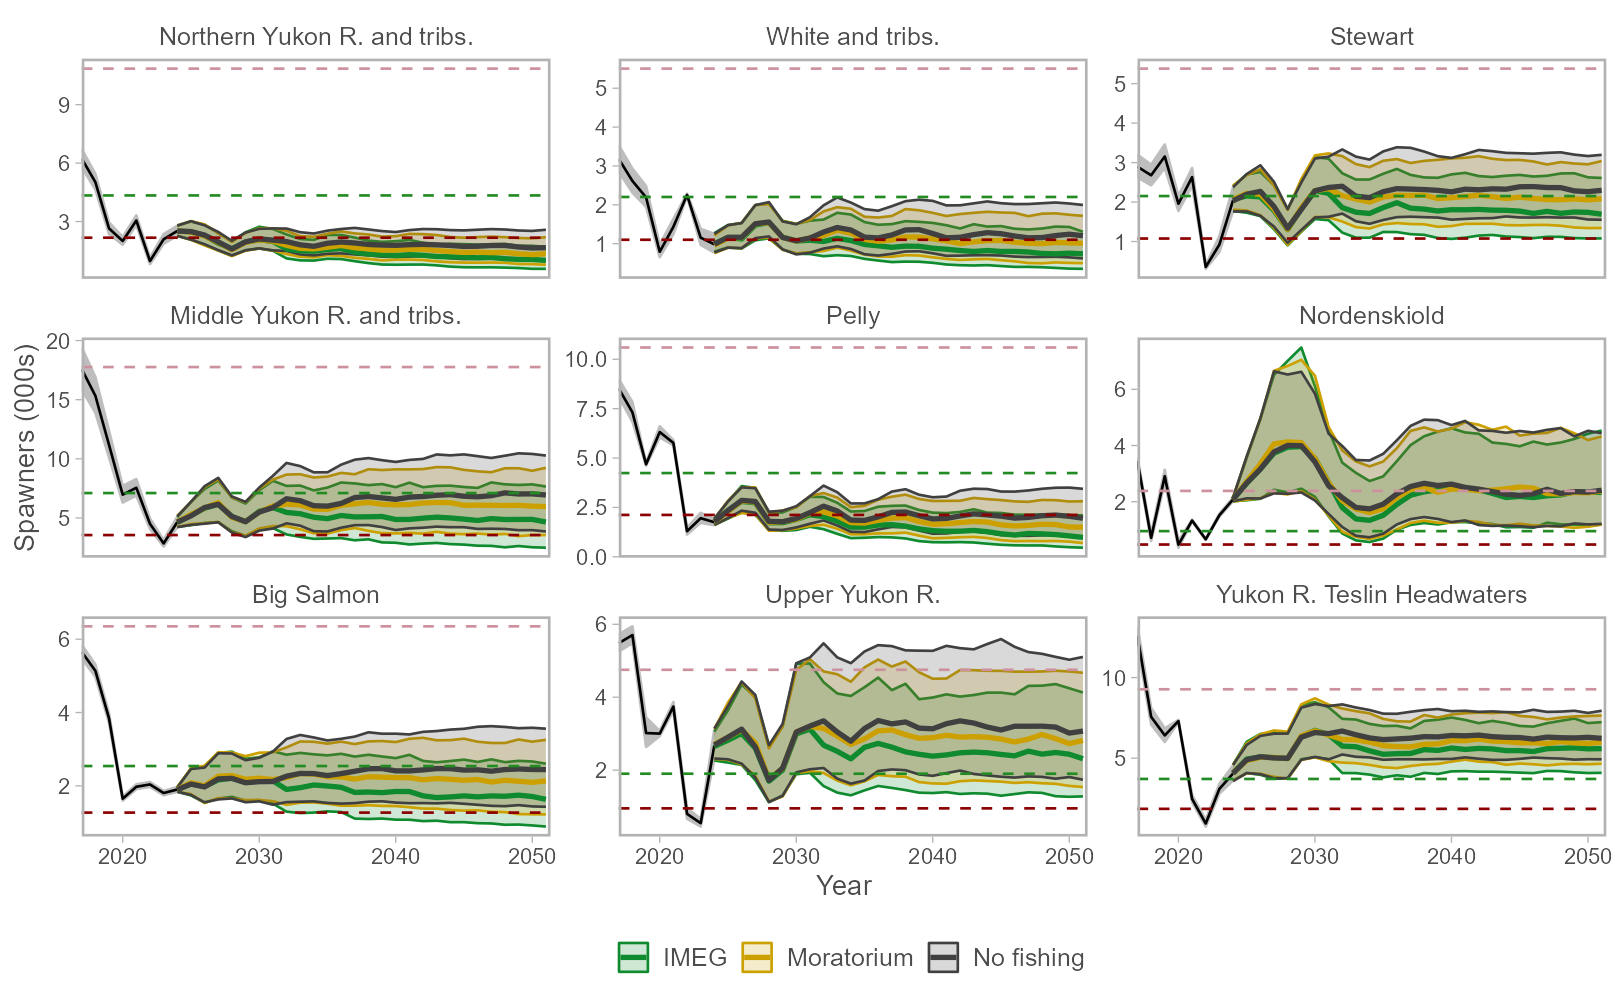 Northern Yukon R. and tribs.
White and tribs.
Stewart
9
6
3
5
4
3
2
1
5
4
3
2
1
Middle Yukon R. and tribs.
Pelly
Nordenskiold
20
15
10
5
10.0
7.5
5.0
2.5
0.0
6
4
2
Spawners (000s)
Big Salmon
Upper Yukon R.
Yukon R. Teslin Headwaters
6
4
2
6
4
2
10
5
2020 2030 2040 2050
2020 2030 2040 2050
2020 2030 2040 2050
Year
IMEG Moratorium No fishing